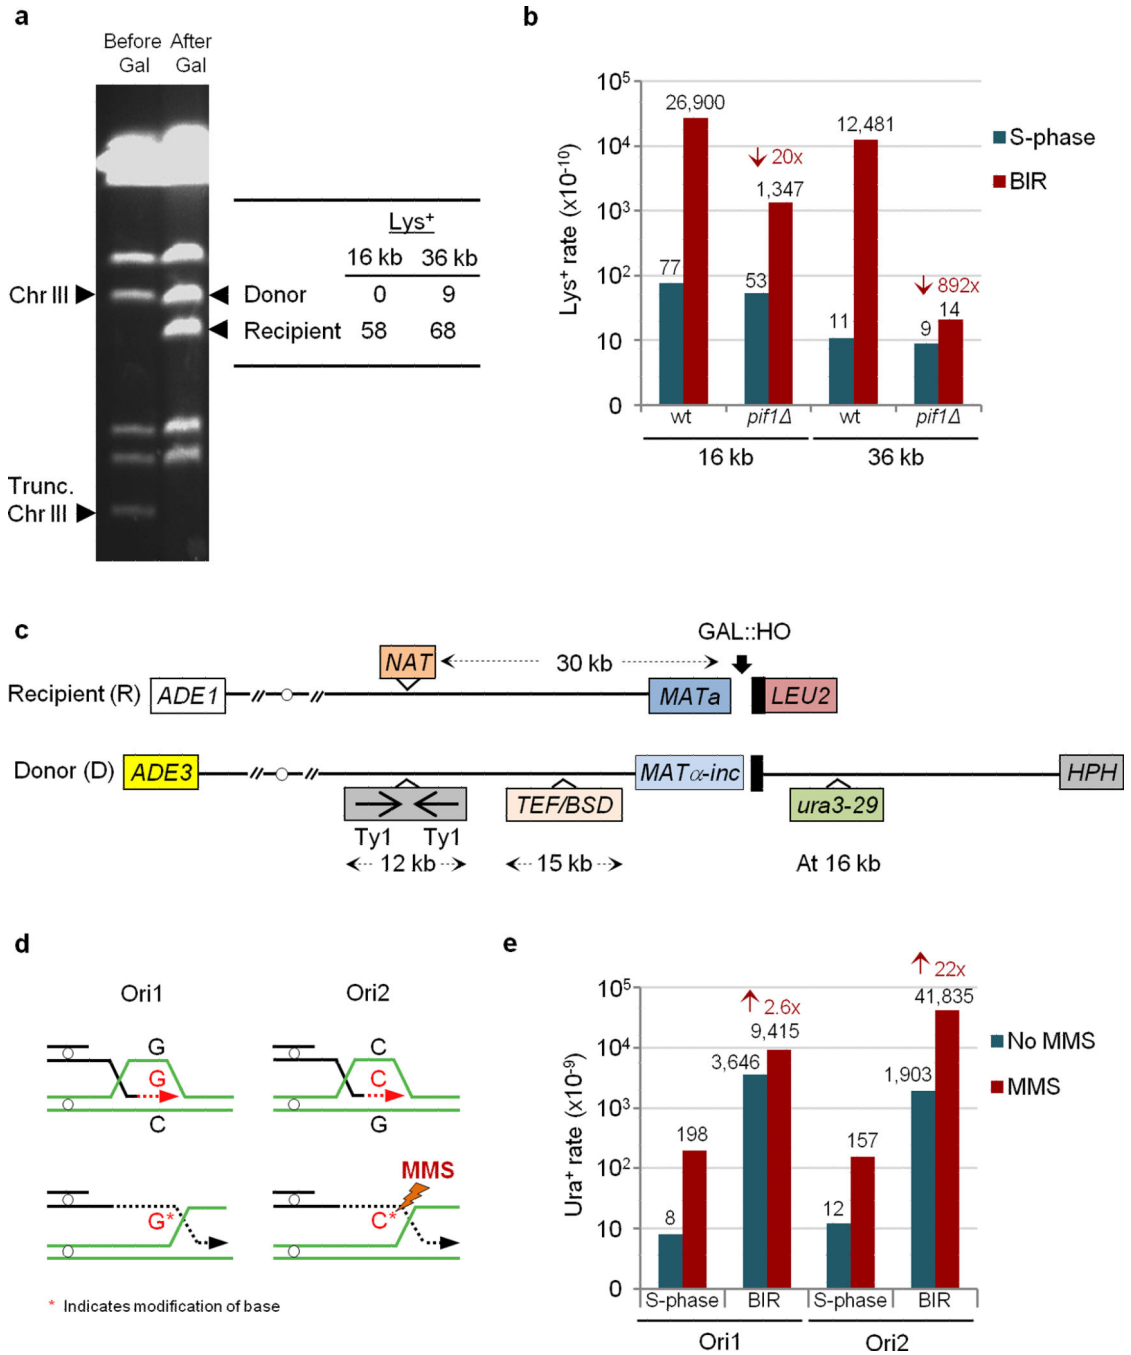 a
Before After
Gal Gal
Chr III
Trunc.
Chr III
Lys+
16 kb 36 kb
Donor 0 9
Recipient 58 68
b
Lys+ rate (x10-10)
105
104
103
102
10
0
26,900
77
20x
1,347
53
12,481
11
892x
14
9
wt pif1Δ wt pif1Δ
16 kb 36 kb
S-phase
BIR
c
GAL::HO
NAT
30 kb
Recipient (R) ADE1 MATa LEU2
Donor (D) ADE3 MATα-inc HPH
TEF/BSD ura3-29
Ty1 Ty1
12 kb 15 kb At 16 kb
d
Ori1 Ori2
G C
G C
C G
MMS
G* C*
* Indicates modification of base
e
Ura+ rate (x10-9)
105
104
103
102
10
0
8
198
3,646
2.6x
9,415
12
157
1,903
22x
41,835
S-phase BIR S-phase BIR
Ori1 Ori2
No MMS
MMS